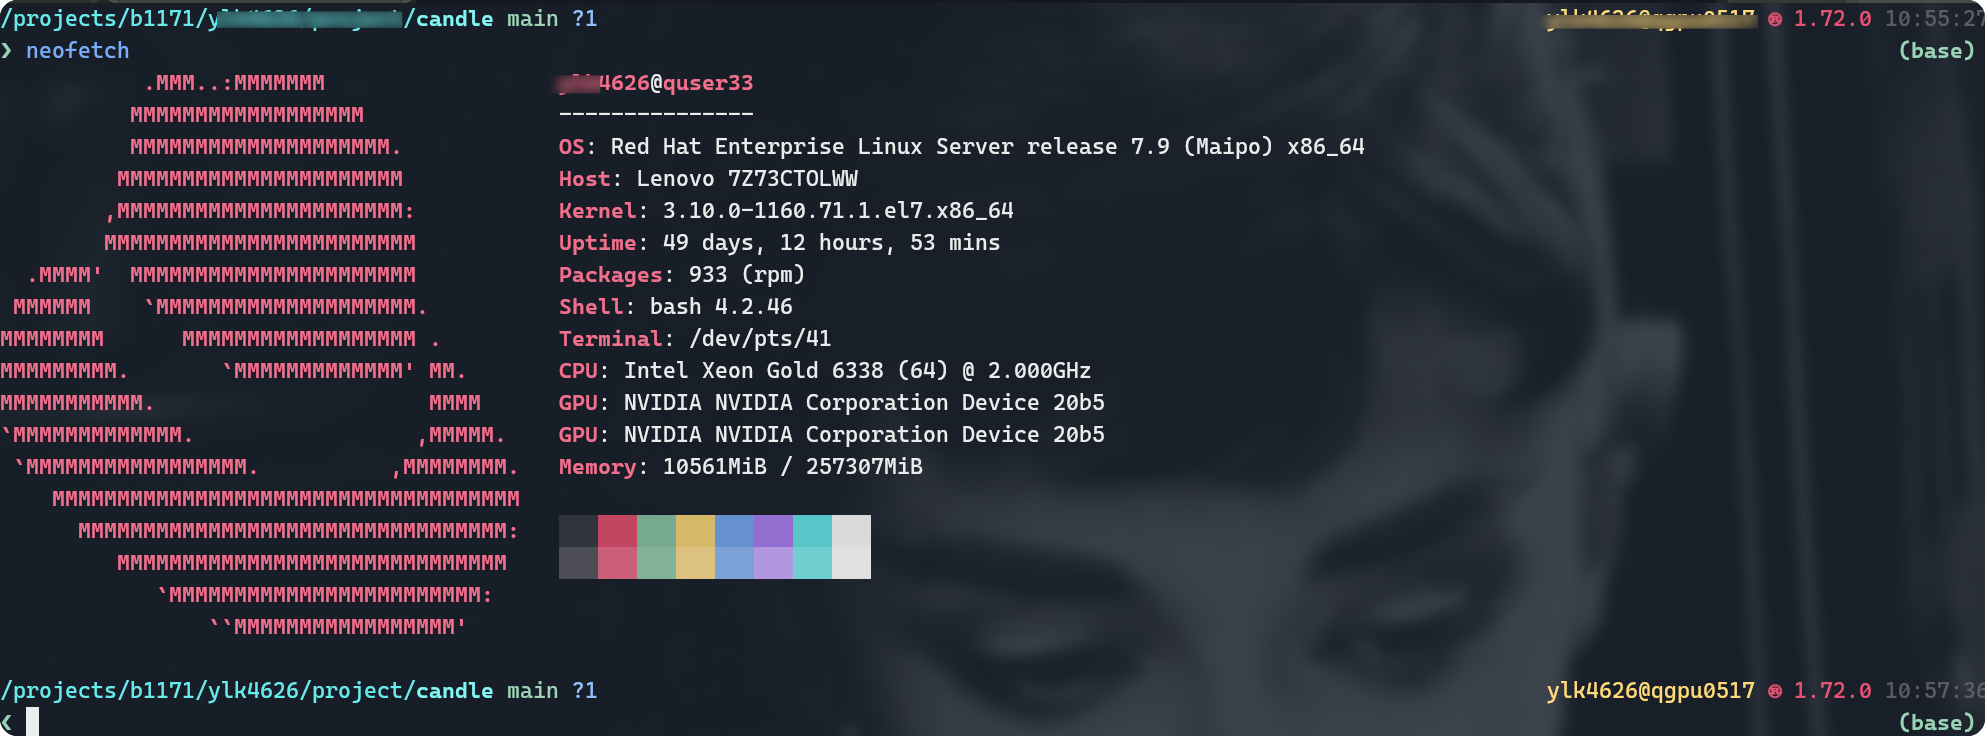 /projects/b1171/y /candle main ?1 ® 1.72.0 10:55:27
❯ neofetch (base)
.MMM..:MMMMMMM 4626@quser33
MMMMMMMMMMMMMMMMMM ---------------
MMMMMMMMMMMMMMMMMMMM. OS: Red Hat Enterprise Linux Server release 7.9 (Maipo) x86_64
MMMMMMMMMMMMMMMMMMMMMM Host: Lenovo 7Z73CTOLWW
,MMMMMMMMMMMMMMMMMMMMMM: Kernel: 3.10.0-1160.71.1.el7.x86_64
MMMMMMMMMMMMMMMMMMMMMMMM Uptime: 49 days, 12 hours, 53 mins
.MMMM' MMMMMMMMMMMMMMMMMMMMMM Packages: 933 (rpm)
MMMMMM `MMMMMMMMMMMMMMMMMMMM. Shell: bash 4.2.46
MMMMMMMM MMMMMMMMMMMMMMMMMM . Terminal: /dev/pts/41
MMMMMMMMM. `MMMMMMMMMMMMM' MM. CPU: Intel Xeon Gold 6338 (64) @ 2.000GHz
MMMMMMMMMMM. MMMM GPU: NVIDIA NVIDIA Corporation Device 20b5
`MMMMMMMMMMMMM. ,MMMMM. GPU: NVIDIA NVIDIA Corporation Device 20b5
`MMMMMMMMMMMMMMMMM. ,MMMMMMMM. Memory: 10561MiB / 257307MiB
MMMMMMMMMMMMMMMMMMMMMMMMMMMMMMMMMMMM
MMMMMMMMMMMMMMMMMMMMMMMMMMMMMMMMM:
MMMMMMMMMMMMMMMMMMMMMMMMMMMMMM
`MMMMMMMMMMMMMMMMMMMMMMMM:
``MMMMMMMMMMMMMMMMM'
/projects/b1171/ylk4626/project/candle main ?1 ylk4626@qgpu0517 ® 1.72.0 10:57:36
❮ (base)